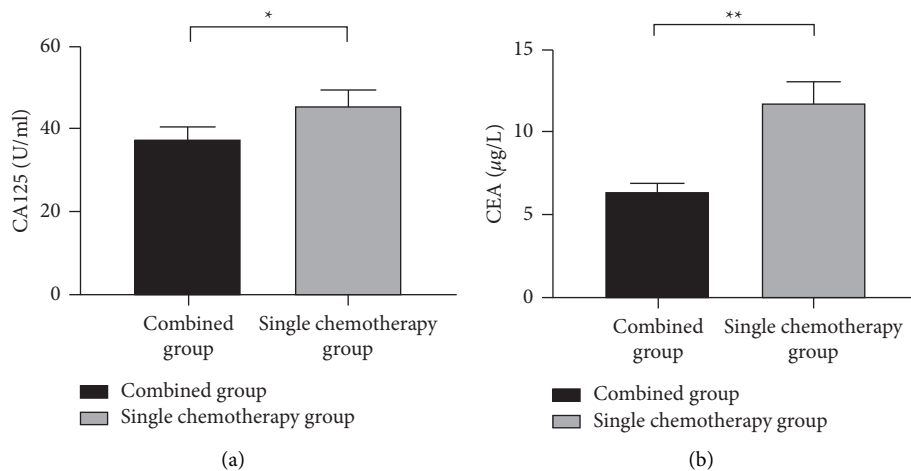 *
60
40
20
0
CA125 (U/ml)
Combined
group
Single chemotherapy
group
Combined group
Single chemotherapy group
(a)
**
15
10
5
0
CEA (µg/L)
Combined
group
Single chemotherapy
group
Combined group
Single chemotherapy group
(b)